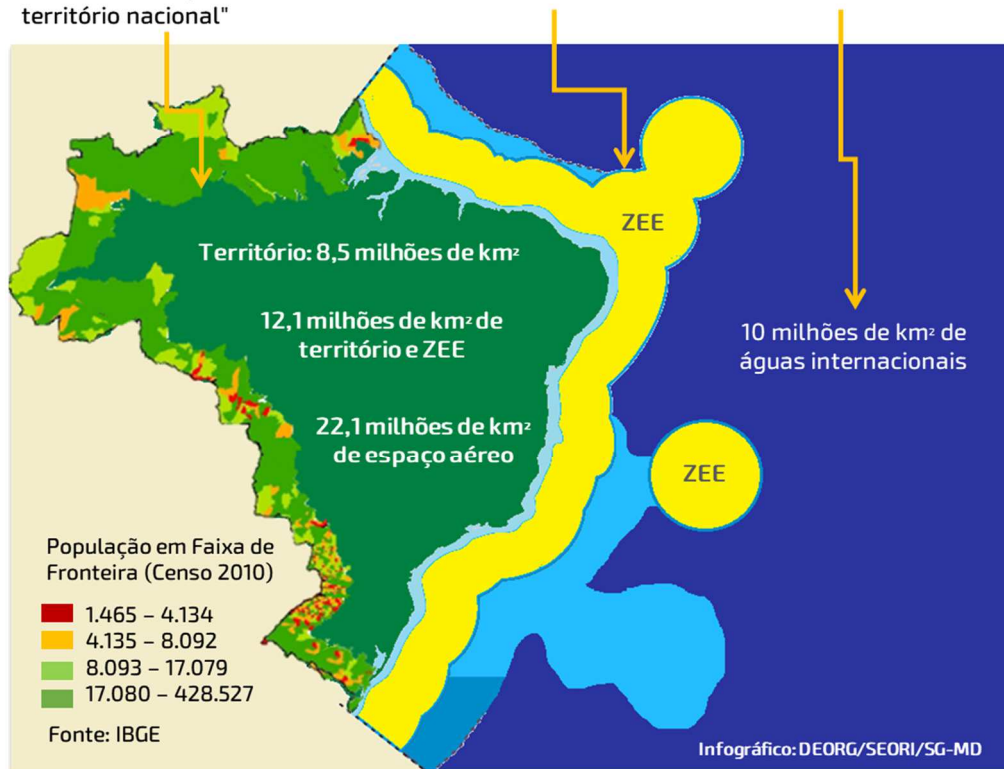 território nacional"
ZEE
Território: 8,5 milhões de km²
12,1 milhões de km² de
território e ZEE
10 milhões de km² de
águas internacionais
22,1 milhões de km²
de espaço aéreo
ZEE
População em Faixa de
Fronteira (Censo 2010)
1.465 – 4.134
4.135 – 8.092
8.093 – 17.079
17.080 – 428.527
Fonte: IBGE
Infográfico: DEORG/SEORI/SG-MD